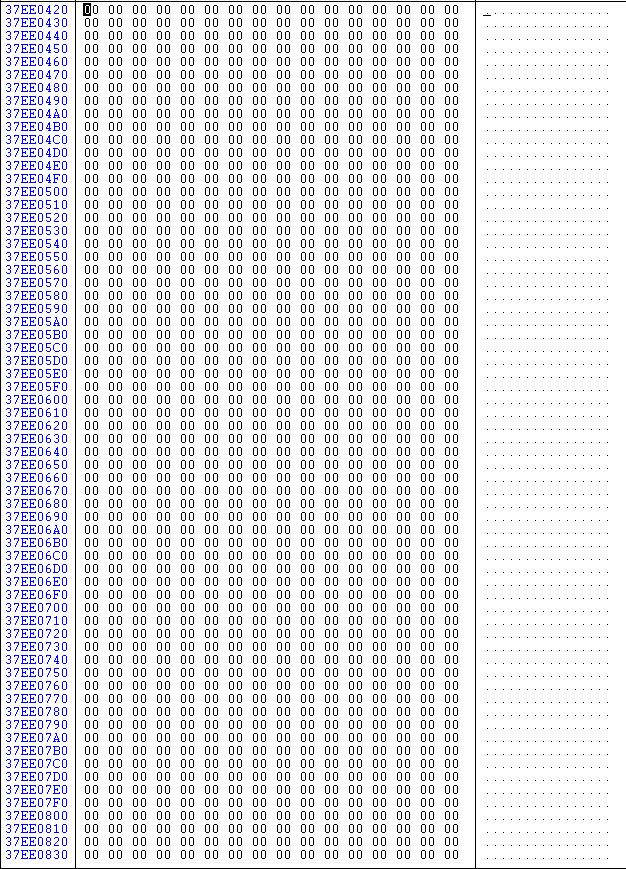 37EE0420 00 00 00 00 00 00 00 00 00 00 00 00 00 00 00 00 ................
37EE0430 00 00 00 00 00 00 00 00 00 00 00 00 00 00 00 00 ................
37EE0440 00 00 00 00 00 00 00 00 00 00 00 00 00 00 00 00 ................
37EE0450 00 00 00 00 00 00 00 00 00 00 00 00 00 00 00 00 ................
37EE0460 00 00 00 00 00 00 00 00 00 00 00 00 00 00 00 00 ................
37EE0470 00 00 00 00 00 00 00 00 00 00 00 00 00 00 00 00 ................
37EE0480 00 00 00 00 00 00 00 00 00 00 00 00 00 00 00 00 ................
37EE0490 00 00 00 00 00 00 00 00 00 00 00 00 00 00 00 00 ................
37EE04A0 00 00 00 00 00 00 00 00 00 00 00 00 00 00 00 00 ................
37EE04B0 00 00 00 00 00 00 00 00 00 00 00 00 00 00 00 00 ................
37EE04C0 00 00 00 00 00 00 00 00 00 00 00 00 00 00 00 00 ................
37EE04D0 00 00 00 00 00 00 00 00 00 00 00 00 00 00 00 00 ................
37EE04E0 00 00 00 00 00 00 00 00 00 00 00 00 00 00 00 00 ................
37EE04F0 00 00 00 00 00 00 00 00 00 00 00 00 00 00 00 00 ................
37EE0500 00 00 00 00 00 00 00 00 00 00 00 00 00 00 00 00 ................
37EE0510 00 00 00 00 00 00 00 00 00 00 00 00 00 00 00 00 ................
37EE0520 00 00 00 00 00 00 00 00 00 00 00 00 00 00 00 00 ................
37EE0530 00 00 00 00 00 00 00 00 00 00 00 00 00 00 00 00 ................
37EE0540 00 00 00 00 00 00 00 00 00 00 00 00 00 00 00 00 ................
37EE0550 00 00 00 00 00 00 00 00 00 00 00 00 00 00 00 00 ................
37EE0560 00 00 00 00 00 00 00 00 00 00 00 00 00 00 00 00 ................
37EE0570 00 00 00 00 00 00 00 00 00 00 00 00 00 00 00 00 ................
37EE0580 00 00 00 00 00 00 00 00 00 00 00 00 00 00 00 00 ................
37EE0590 00 00 00 00 00 00 00 00 00 00 00 00 00 00 00 00 ................
37EE05A0 00 00 00 00 00 00 00 00 00 00 00 00 00 00 00 00 ................
37EE05B0 00 00 00 00 00 00 00 00 00 00 00 00 00 00 00 00 ................
37EE05C0 00 00 00 00 00 00 00 00 00 00 00 00 00 00 00 00 ................
37EE05D0 00 00 00 00 00 00 00 00 00 00 00 00 00 00 00 00 ................
37EE05E0 00 00 00 00 00 00 00 00 00 00 00 00 00 00 00 00 ................
37EE05F0 00 00 00 00 00 00 00 00 00 00 00 00 00 00 00 00 ................
37EE0600 00 00 00 00 00 00 00 00 00 00 00 00 00 00 00 00 ................
37EE0610 00 00 00 00 00 00 00 00 00 00 00 00 00 00 00 00 ................
37EE0620 00 00 00 00 00 00 00 00 00 00 00 00 00 00 00 00 ................
37EE0630 00 00 00 00 00 00 00 00 00 00 00 00 00 00 00 00 ................
37EE0640 00 00 00 00 00 00 00 00 00 00 00 00 00 00 00 00 ................
37EE0650 00 00 00 00 00 00 00 00 00 00 00 00 00 00 00 00 ................
37EE0660 00 00 00 00 00 00 00 00 00 00 00 00 00 00 00 00 ................
37EE0670 00 00 00 00 00 00 00 00 00 00 00 00 00 00 00 00 ................
37EE0680 00 00 00 00 00 00 00 00 00 00 00 00 00 00 00 00 ................
37EE0690 00 00 00 00 00 00 00 00 00 00 00 00 00 00 00 00 ................
37EE06A0 00 00 00 00 00 00 00 00 00 00 00 00 00 00 00 00 ................
37EE06B0 00 00 00 00 00 00 00 00 00 00 00 00 00 00 00 00 ................
37EE06C0 00 00 00 00 00 00 00 00 00 00 00 00 00 00 00 00 ................
37EE06D0 00 00 00 00 00 00 00 00 00 00 00 00 00 00 00 00 ................
37EE06E0 00 00 00 00 00 00 00 00 00 00 00 00 00 00 00 00 ................
37EE06F0 00 00 00 00 00 00 00 00 00 00 00 00 00 00 00 00 ................
37EE0700 00 00 00 00 00 00 00 00 00 00 00 00 00 00 00 00 ................
37EE0710 00 00 00 00 00 00 00 00 00 00 00 00 00 00 00 00 ................
37EE0720 00 00 00 00 00 00 00 00 00 00 00 00 00 00 00 00 ................
37EE0730 00 00 00 00 00 00 00 00 00 00 00 00 00 00 00 00 ................
37EE0740 00 00 00 00 00 00 00 00 00 00 00 00 00 00 00 00 ................
37EE0750 00 00 00 00 00 00 00 00 00 00 00 00 00 00 00 00 ................
37EE0760 00 00 00 00 00 00 00 00 00 00 00 00 00 00 00 00 ................
37EE0770 00 00 00 00 00 00 00 00 00 00 00 00 00 00 00 00 ................
37EE0780 00 00 00 00 00 00 00 00 00 00 00 00 00 00 00 00 ................
37EE0790 00 00 00 00 00 00 00 00 00 00 00 00 00 00 00 00 ................
37EE07A0 00 00 00 00 00 00 00 00 00 00 00 00 00 00 00 00 ................
37EE07B0 00 00 00 00 00 00 00 00 00 00 00 00 00 00 00 00 ................
37EE07C0 00 00 00 00 00 00 00 00 00 00 00 00 00 00 00 00 ................
37EE07D0 00 00 00 00 00 00 00 00 00 00 00 00 00 00 00 00 ................
37EE07E0 00 00 00 00 00 00 00 00 00 00 00 00 00 00 00 00 ................
37EE07F0 00 00 00 00 00 00 00 00 00 00 00 00 00 00 00 00 ................
37EE0800 00 00 00 00 00 00 00 00 00 00 00 00 00 00 00 00 ................
37EE0810 00 00 00 00 00 00 00 00 00 00 00 00 00 00 00 00 ................
37EE0820 00 00 00 00 00 00 00 00 00 00 00 00 00 00 00 00 ................
37EE0830 00 00 00 00 00 00 00 00 00 00 00 00 00 00 00 00 ................